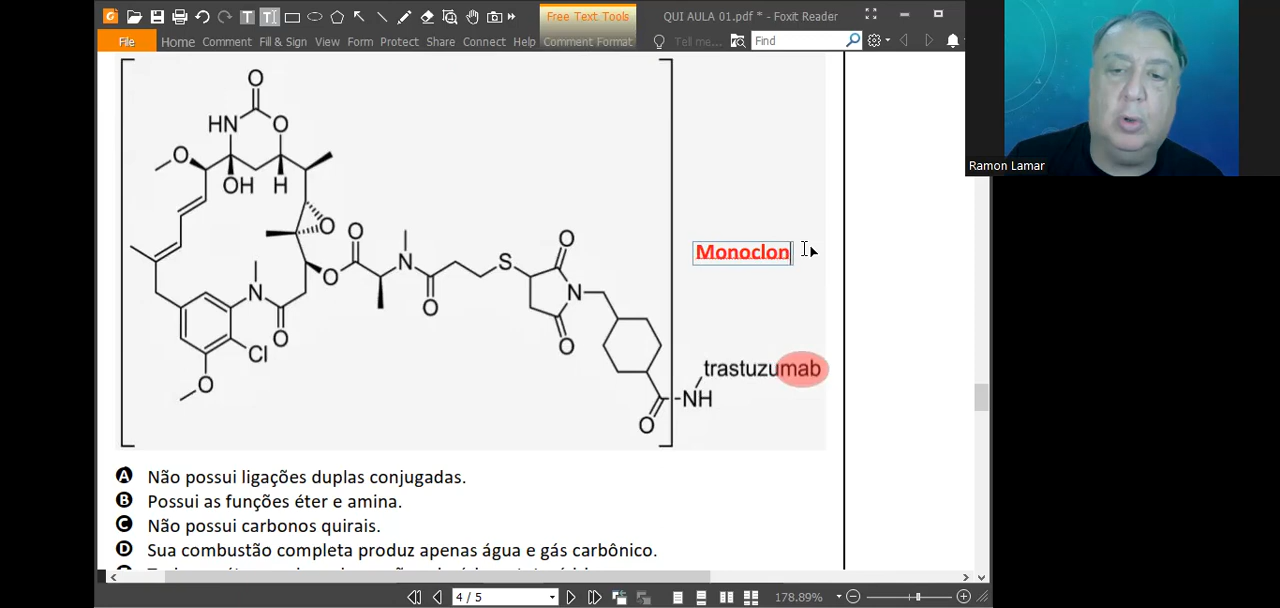 Free Text Tools
QUI AULA 01.pdf * - Foxit Reader
File Home Comment Fill & Sign View Form Protect Share Connect Help Comment Format Tell me... Find
O
HN
O
O
OH H
O
O
N
O
O
N
O
S
O
N
O
O
Cl
O
NH
O
Monoclon
trastuzumab
A Não possui ligações duplas conjugadas.
B Possui as funções éter e amina.
C Não possui carbonos quirais.
D Sua combustão completa produz apenas água e gás carbônico.
4 / 5
178.89%
Ramon Lamar